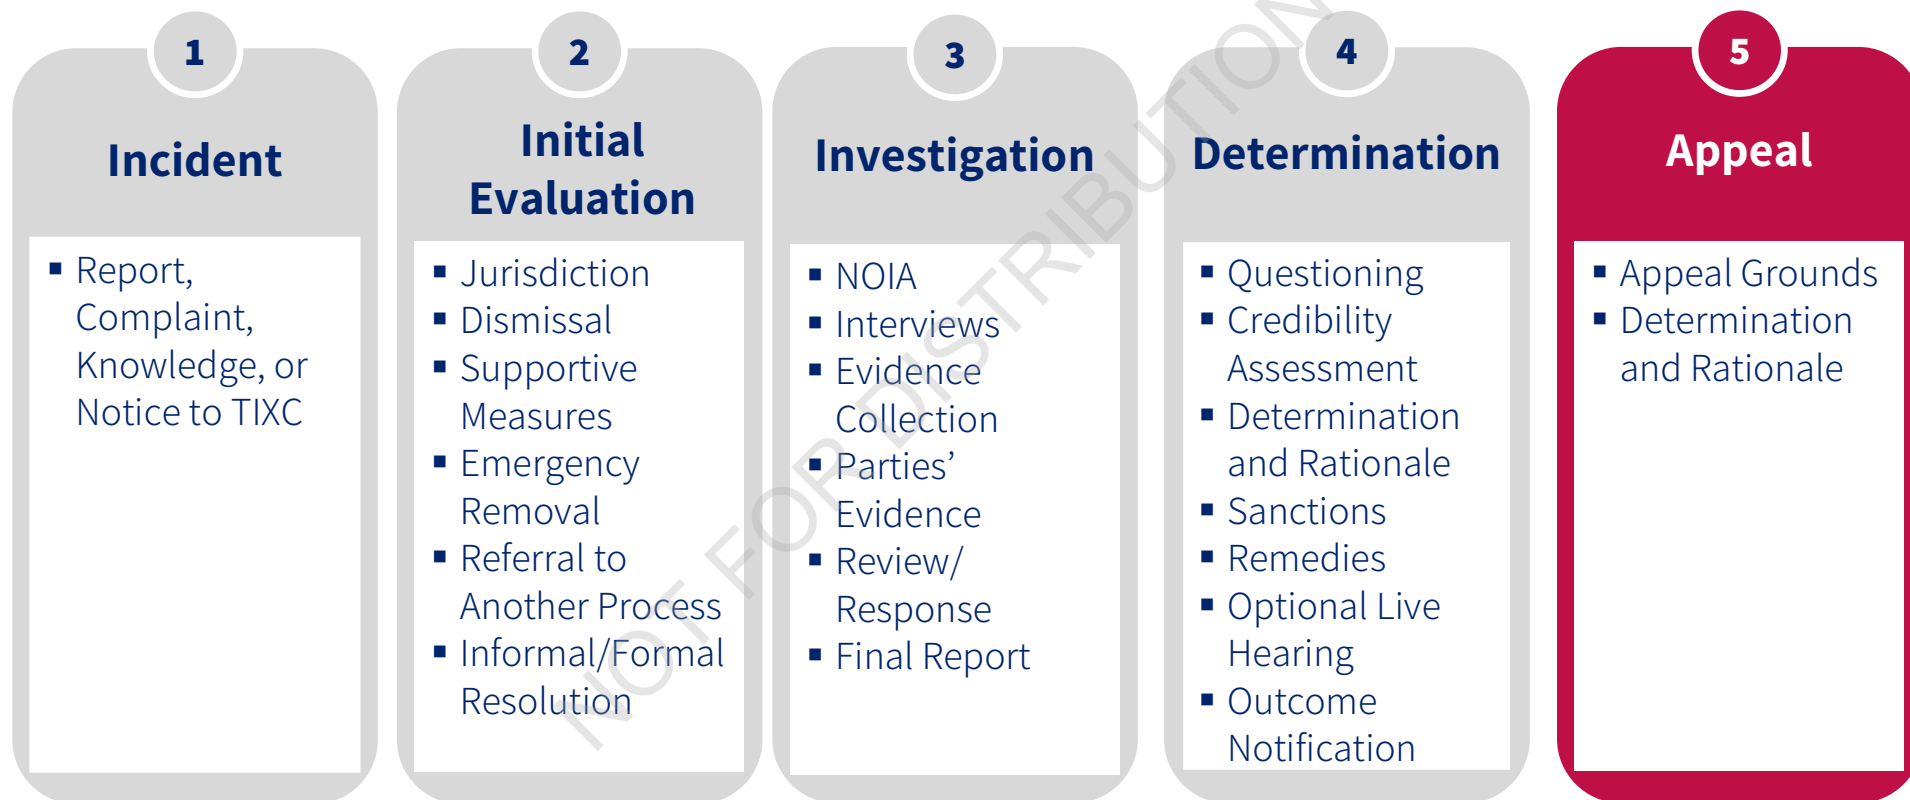 1
Incident
▪ Report,
Complaint,
Knowledge, or
Notice to TIXC
2
Initial
Evaluation
▪ Jurisdiction
▪ Dismissal
▪ Supportive
Measures
▪ Emergency
Removal
▪ Referral to
Another Process
▪ Informal/Formal
Resolution
3
Investigation
▪ NOIA
▪ Interviews
▪ Evidence
Collection
▪ Parties’
Evidence
▪ Review/
Response
▪ Final Report
4
Determination
▪ Questioning
▪ Credibility
Assessment
▪ Determination
and Rationale
▪ Sanctions
▪ Remedies
▪ Optional Live
Hearing
▪ Outcome
Notification
5
Appeal
▪ Appeal Grounds
▪ Determination
and Rationale
NOT FOR DISTRIBUTION